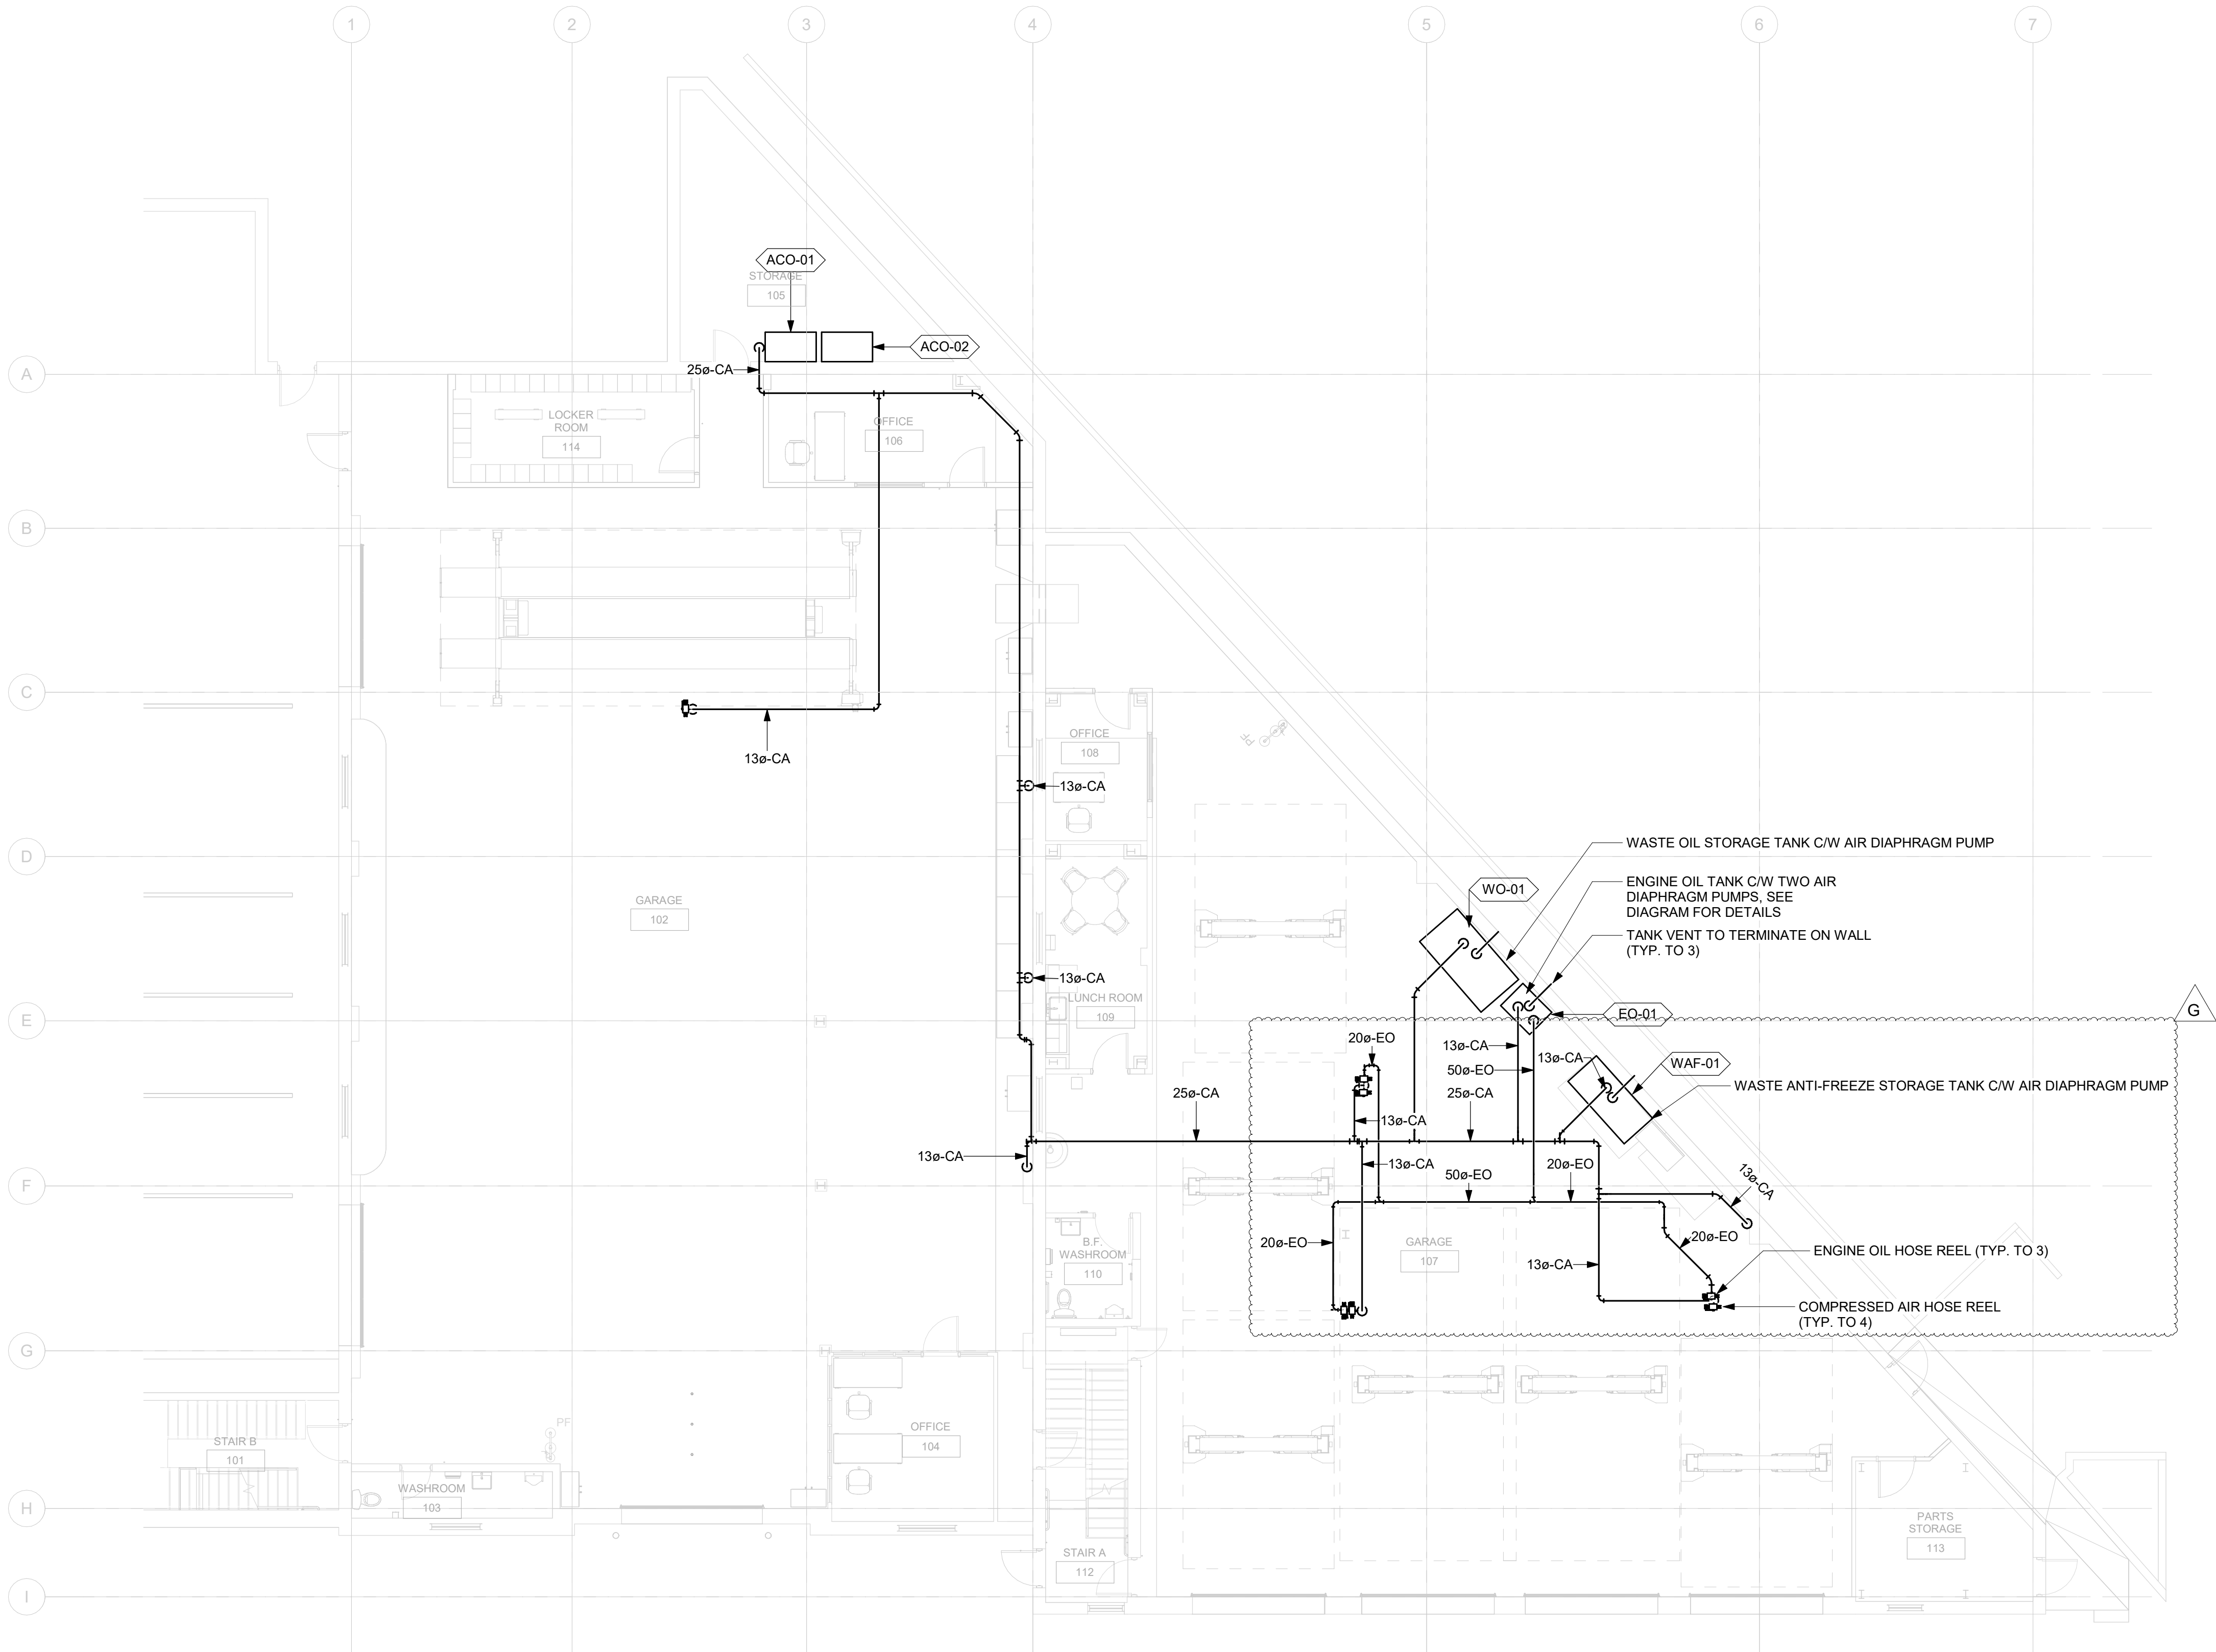 1
2
3
4
5
6
7
ACO-01
STORAGE
105
ACO-02
25ø-CA
A
LOCKER
ROOM
114
OFFICE
106
B
C
13ø-CA
OFFICE
108
PF
13ø-CA
D
WASTE OIL STORAGE TANK C/W AIR DIAPHRAGM PUMP
WO-01
ENGINE OIL TANK C/W TWO AIR
DIAPHRAGM PUMPS, SEE
DIAGRAM FOR DETAILS
GARAGE
102
TANK VENT TO TERMINATE ON WALL
(TYP. TO 3)
13ø-CA
LUNCH ROOM
109
E
EO-01
G
20ø-EO
13ø-CA
13ø-CA
50ø-EO
WAF-01
WASTE ANTI-FREEZE STORAGE TANK C/W AIR DIAPHRAGM PUMP
25ø-CA
25ø-CA
13ø-CA
13ø-CA
13ø-CA
20ø-EO
50ø-EO
13ø-CA
F
20ø-EO
B.F.
WASHROOM
110
20ø-EO
GARAGE
107
ENGINE OIL HOSE REEL (TYP. TO 3)
13ø-CA
COMPRESSED AIR HOSE REEL
(TYP. TO 4)
G
PF
OFFICE
104
STAIR B
101
WASHROOM
103
H
PARTS
STORAGE
113
STAIR A
112
I